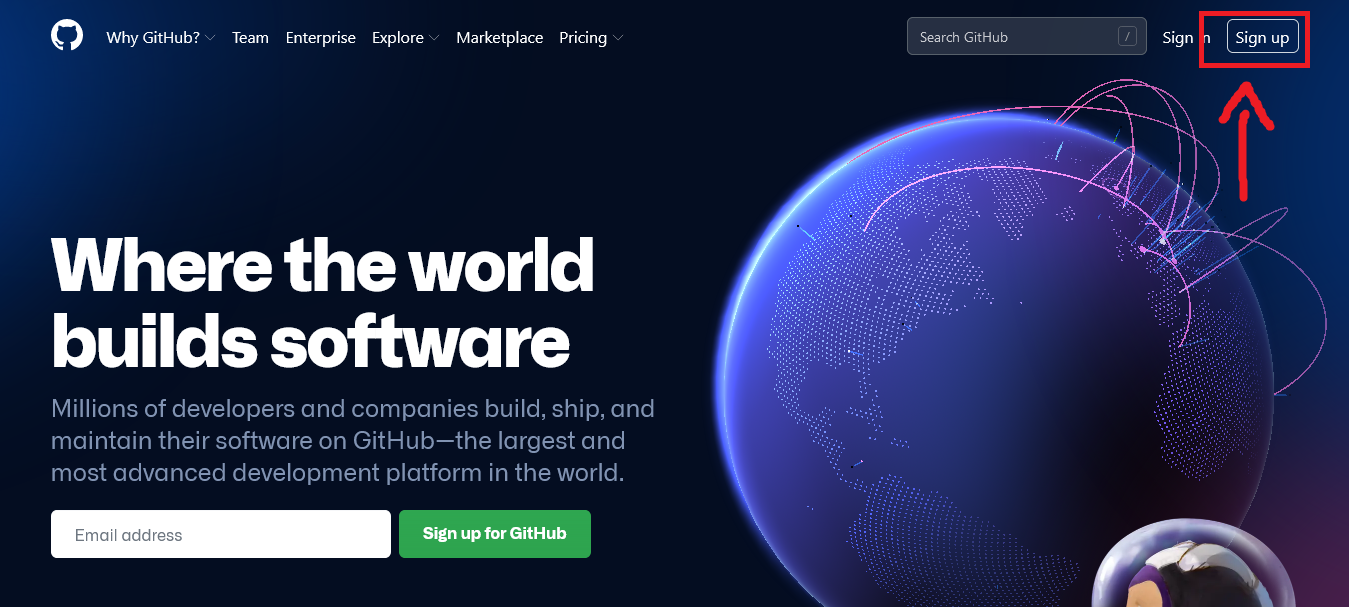 Why GitHub? Team Enterprise Explore Marketplace Pricing Search GitHub / Sign in Sign up
Where the world
builds software
Millions of developers and companies build, ship, and
maintain their software on GitHub—the largest and
most advanced development platform in the world.
Email address Sign up for GitHub